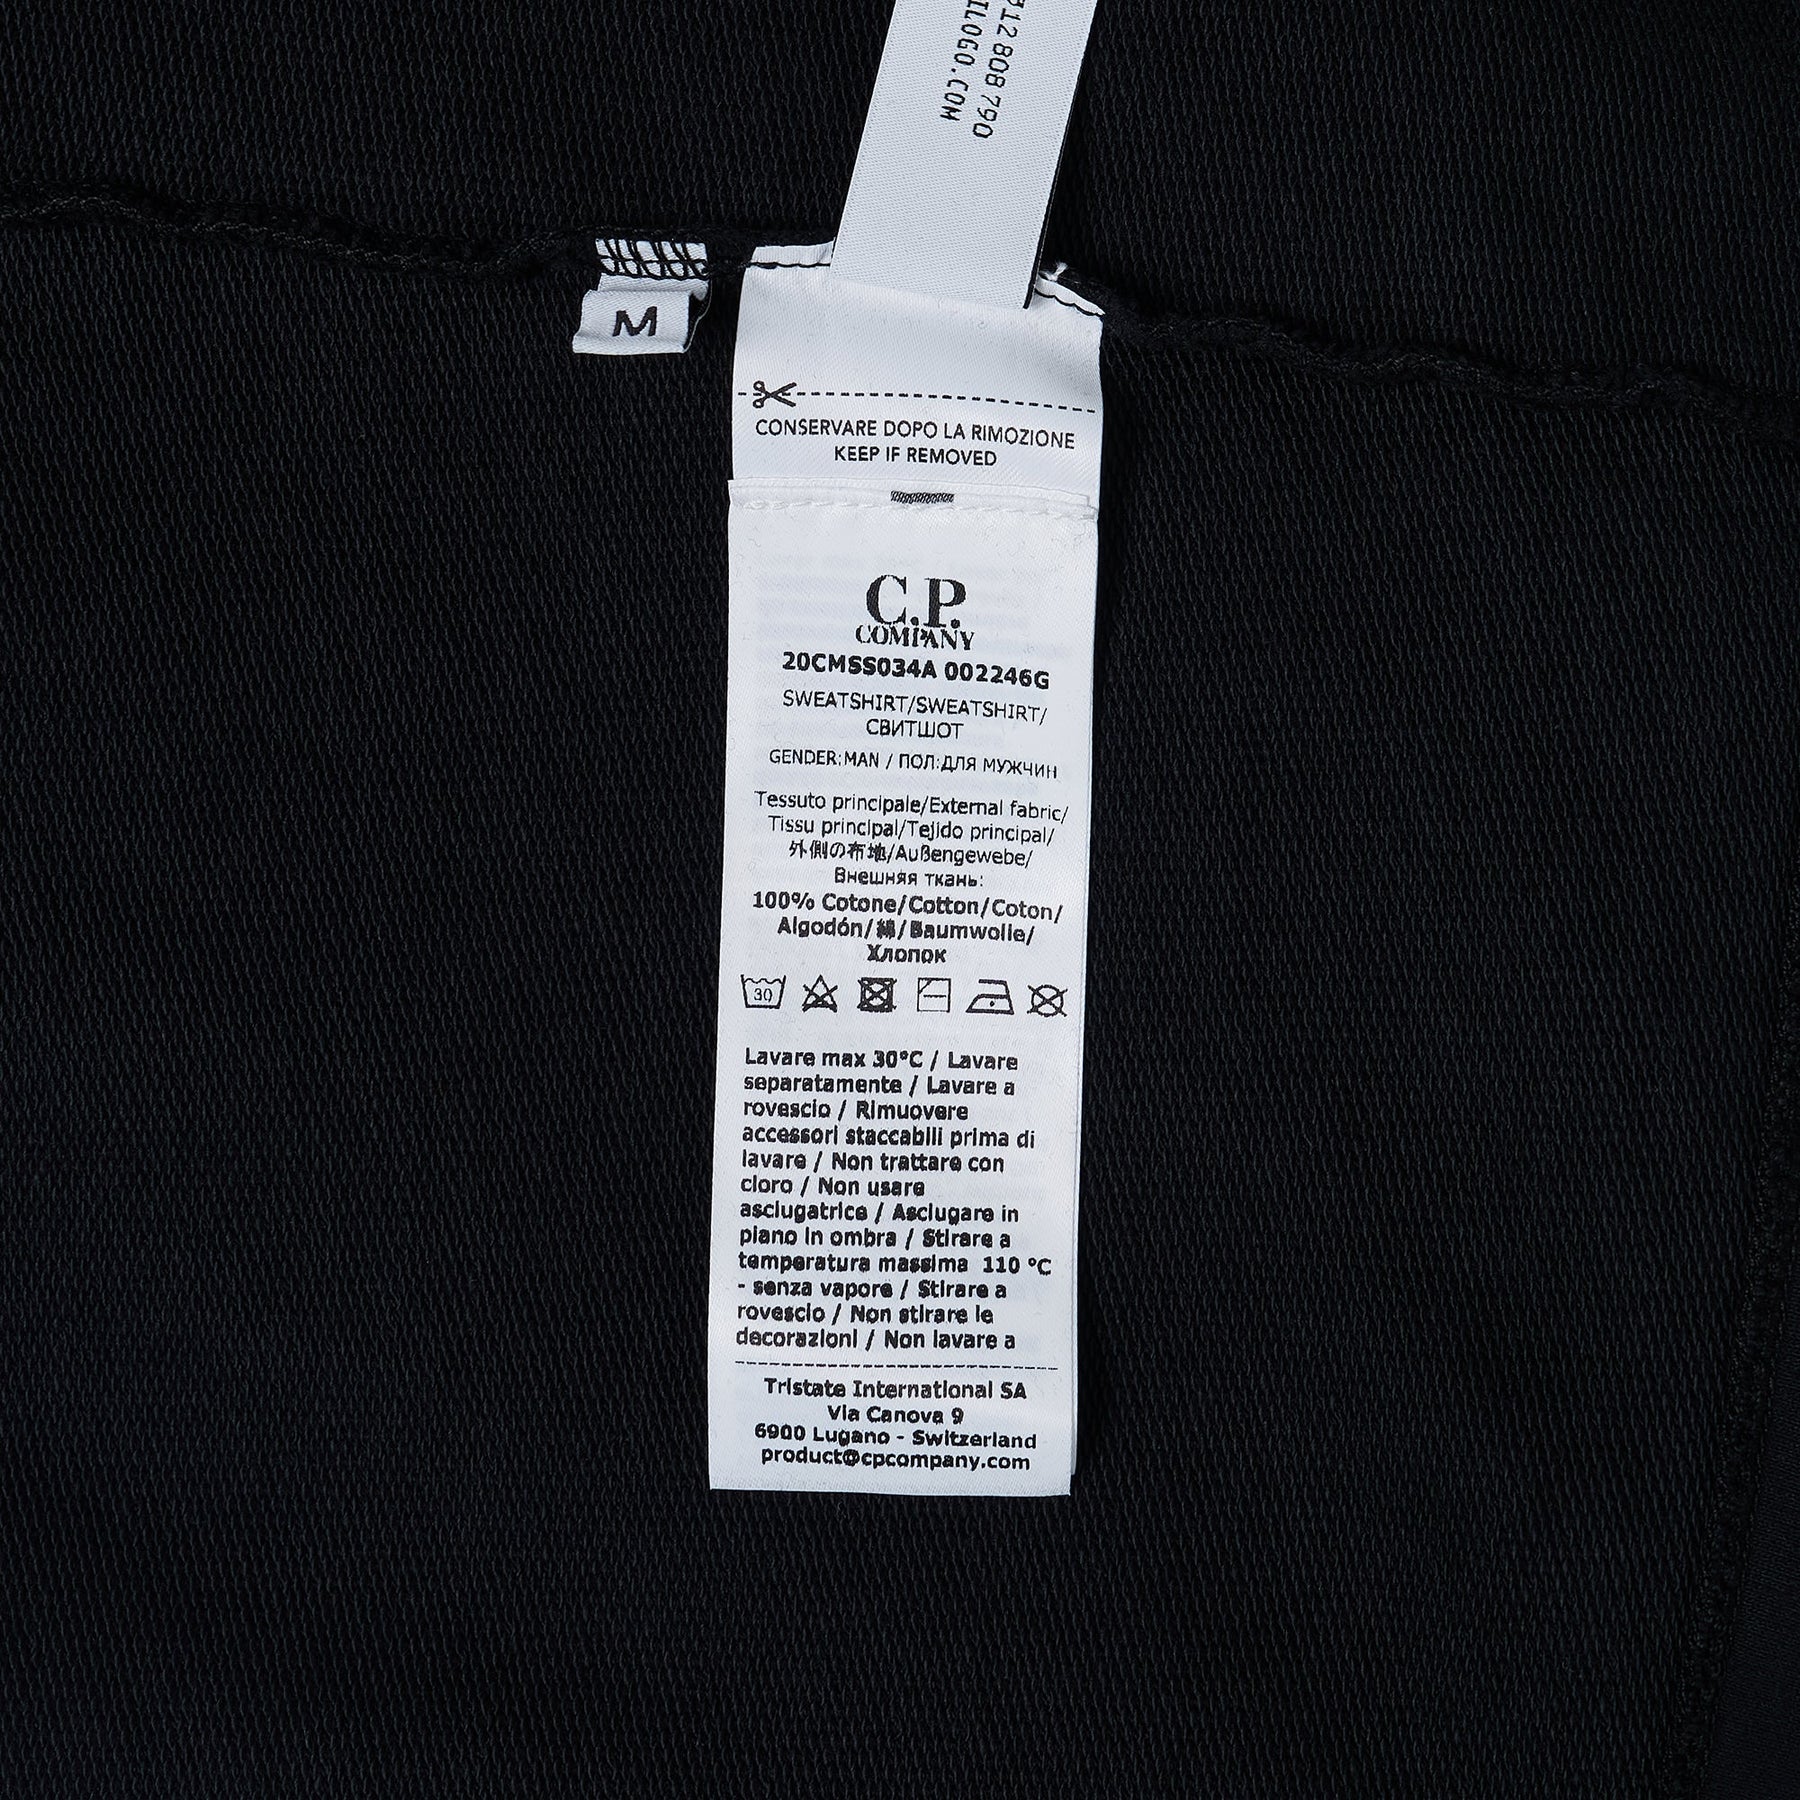 808 790
ILOGO.COM
M
CONSERVARE DOPO LA RIMOZIONE
KEEP IF REMOVED
C.P.
COMPANY
20CMSS034A 002246G
SWEATSHIRT/SWEATSHIRT/
СВИТШОТ
GENDER:MAN / ПОЛ:ДЛЯ МУЖЧИН
Tessuto principale/External fabric/
Tissu principal/Tejido principal/
外側の布地/Außengewebe/
Внешняя ткань:
100% Cotone/Cotton/Coton/
Algodón/綿/Baumwolle/
Хлопок
30
Lavare max 30°C / Lavare
separatamente / Lavare a
rovescio / Rimuovere
accessori staccabili prima di
lavare / Non trattare con
cloro / Non usare
asciugatrice / Asciugare in
piano in ombra / Stirare a
temperatura massima 110 °C
- senza vapore / Stirare a
rovescio / Non stirare le
decorazioni / Non lavare a
Tristate International SA
Via Canova 9
6900 Lugano - Switzerland
product@cpcompany.com